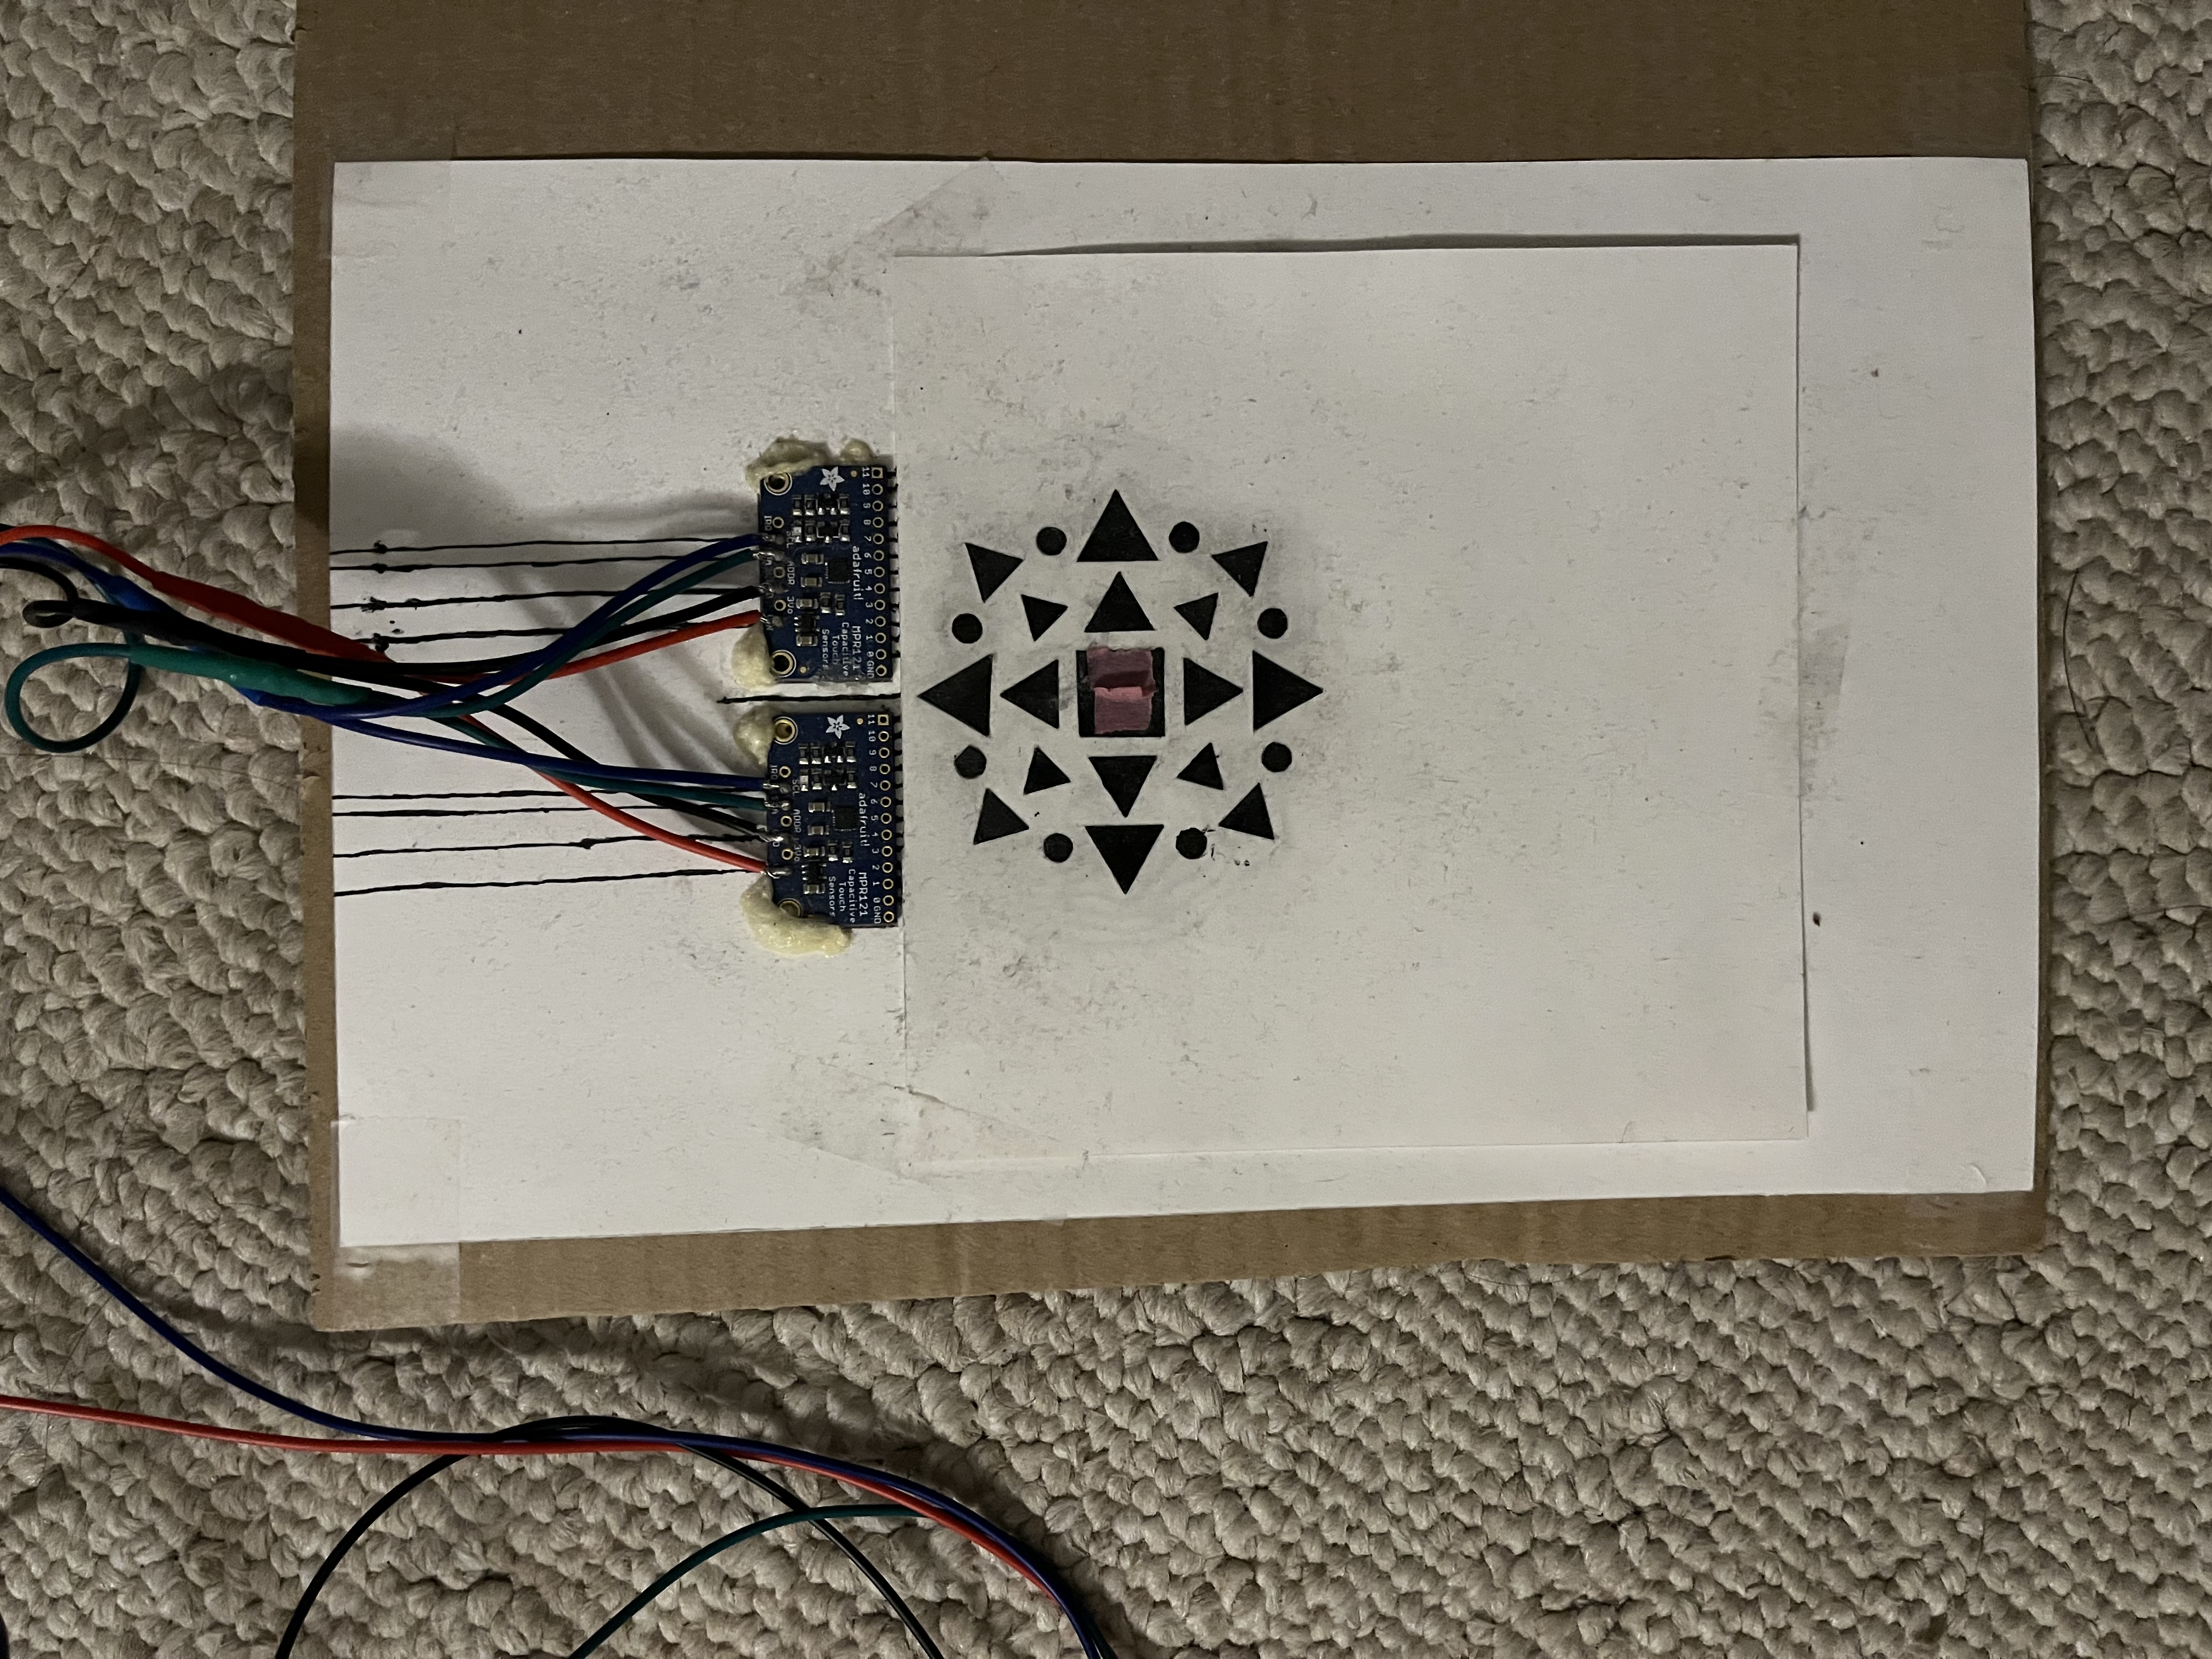 3Vo ADDR SCL IRQ
Capacitive
Touch
Sensors
MPR121
adafruit!
GND 0 1 2 3 4 5 6 7 8 9 10 11
3Vo ADDR SCL IRQ
Capacitive
Touch
Sensors
MPR121
adafruit!
GND 0 1 2 3 4 5 6 7 8 9 10 11